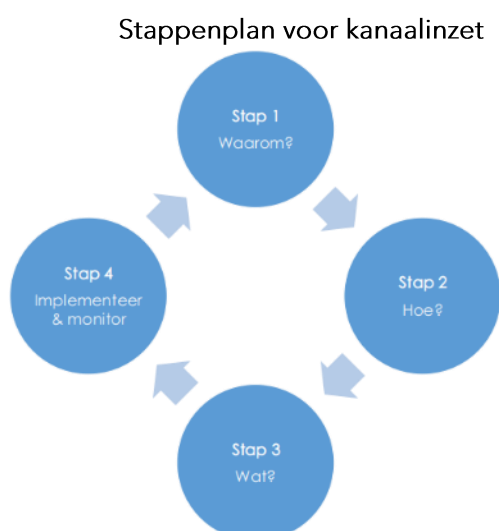 Stappenplan voor kanaalinzet
Stap 1
Waarom?
Stap 2
Hoe?
Stap 3
Wat?
Stap 4
Implementeer
& monitor